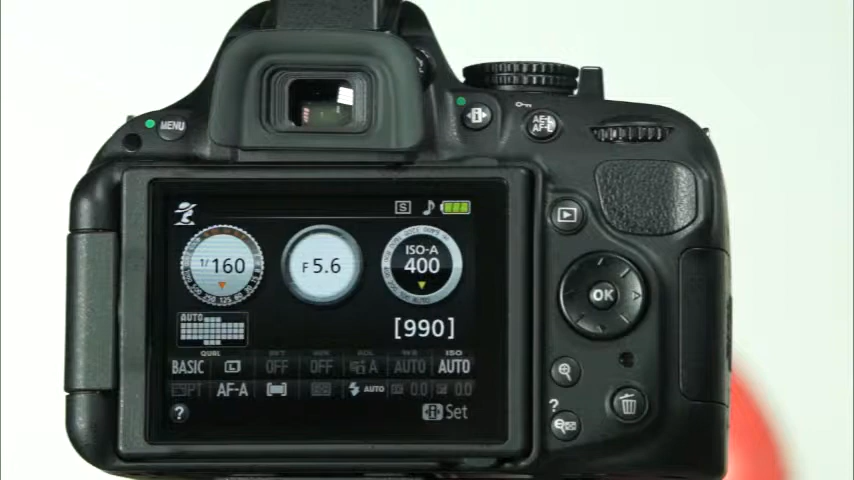 MENU
i
AE-L
AF-L
S
1/160
F5.6
ISO-A
400
AUTO
[990]
QUAL
ISO
BASIC
L
OFF
OFF
A
AUTO
AUTO
AF-A
AUTO
0.0
0.0
?
i Set
OK
?